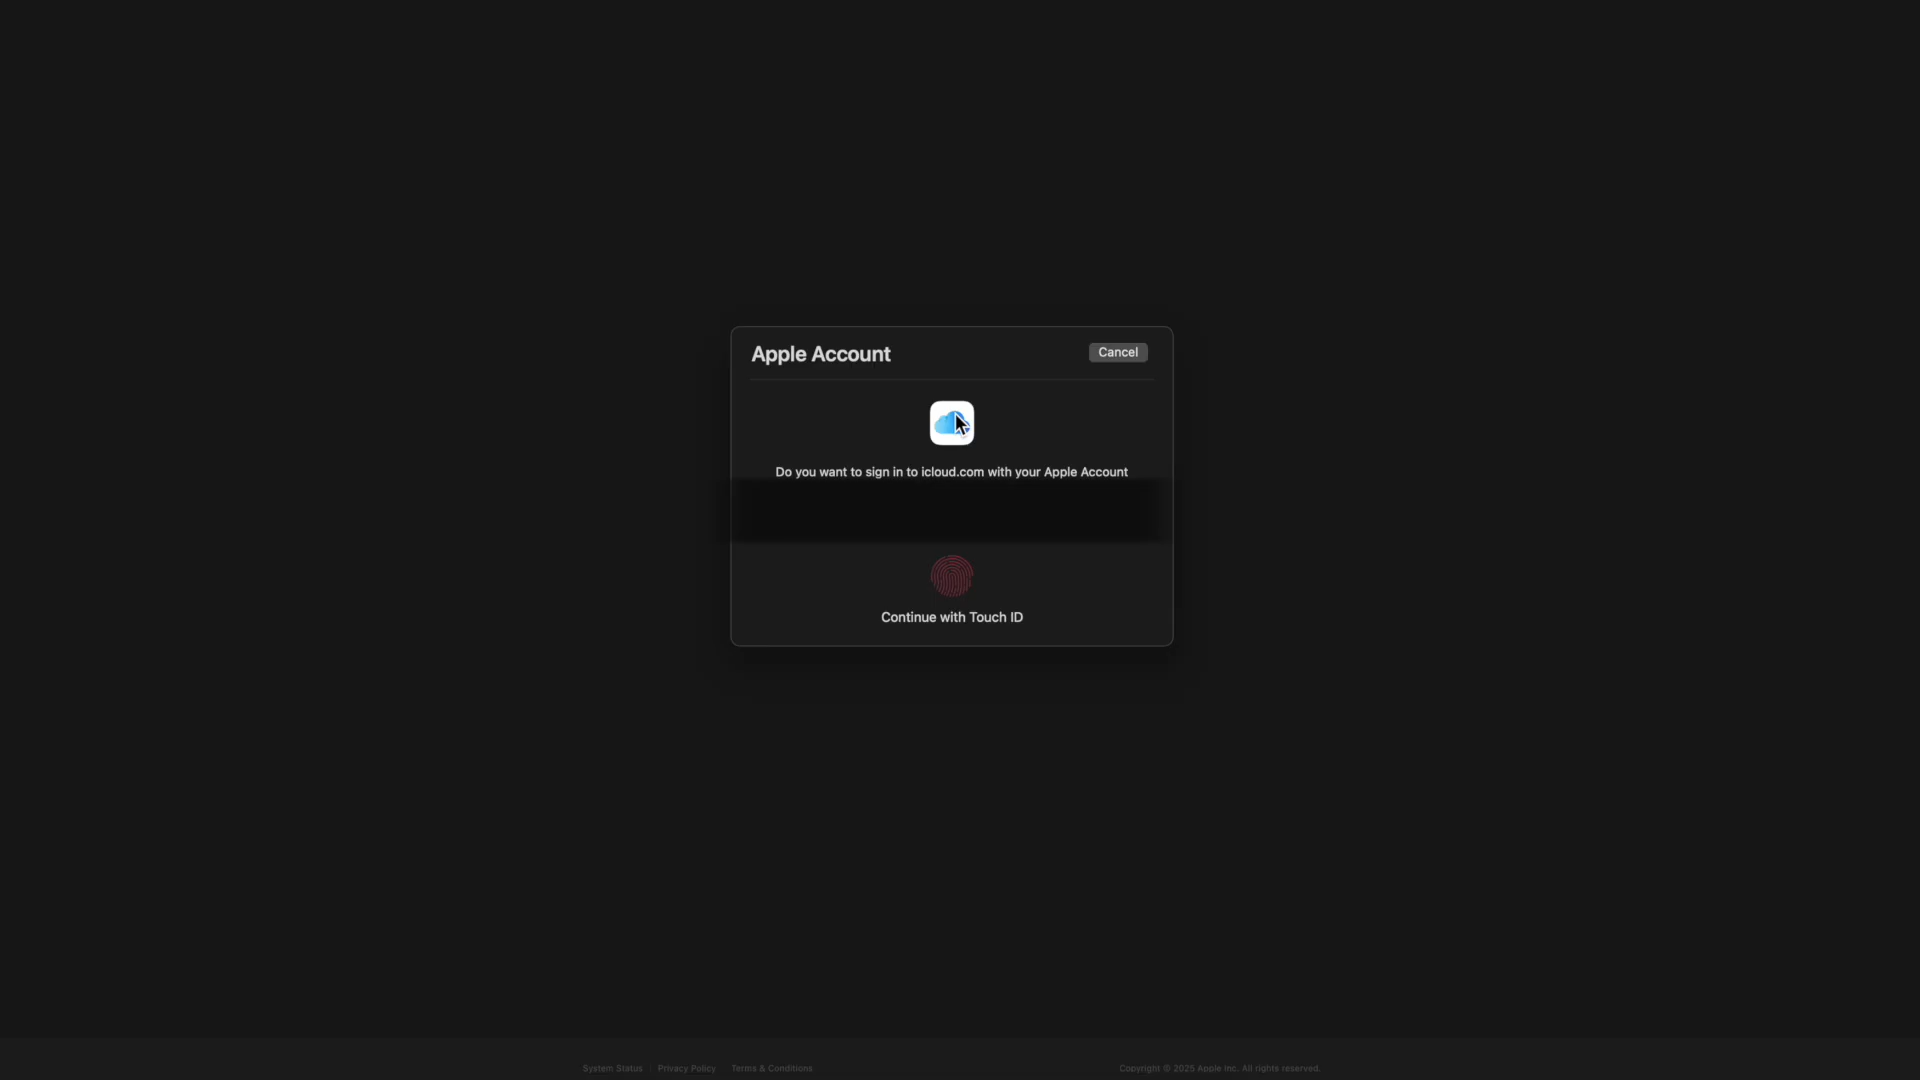 Apple Account
Cancel
Do you want to sign in to icloud.com with your Apple Account
Continue with Touch ID
System Status
Privacy Policy
Terms & Conditions
Copyright © 2025 Apple Inc. All rights reserved.